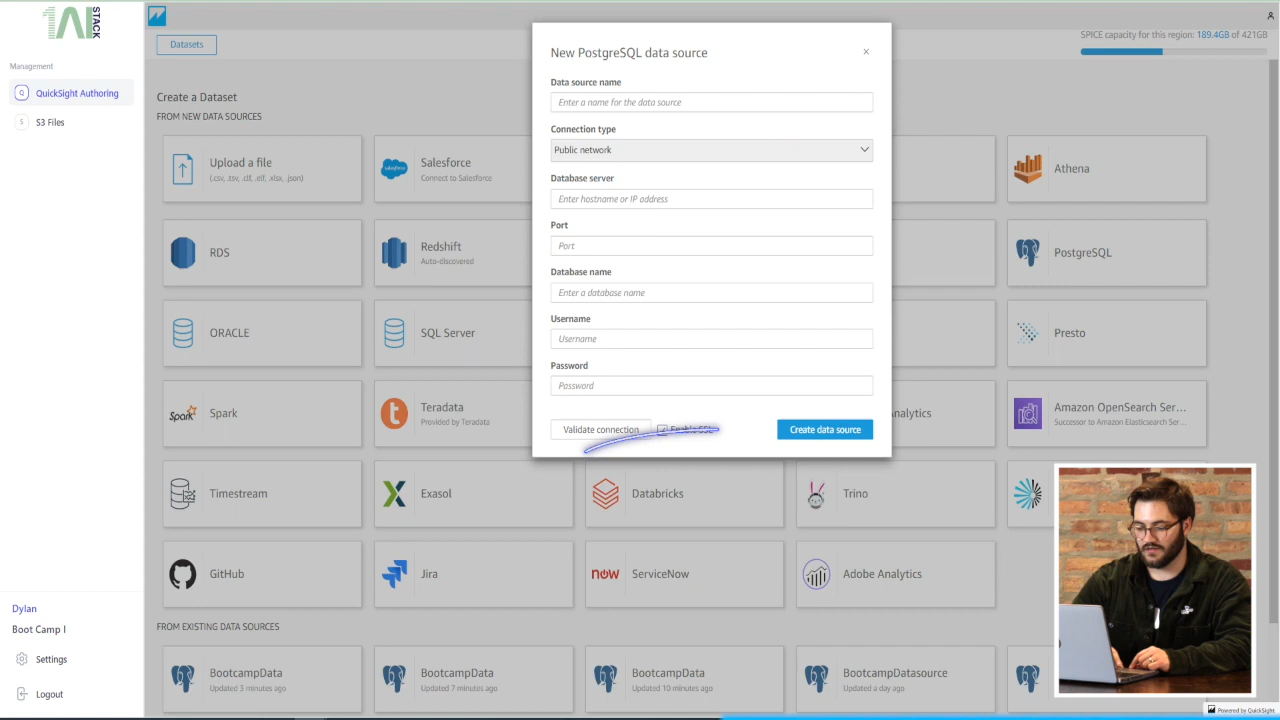 1AI
STACK
Management
Q
QuickSight Authoring
S
S3 Files
Dylan
Boot Camp I
Settings
Logout
Datasets
SPICE capacity for this region: 189.4GB of 421GB
Create a Dataset
FROM NEW DATA SOURCES
Upload a file
(.csv, .tsv, .clf, .elf, .xlsx, .json)
salesforce
Salesforce
Connect to Salesforce
Athena
RDS
Redshift
Auto-discovered
PostgreSQL
ORACLE
SQL Server
Presto
Spark
Spark
Teradata
Provided by Teradata
Analytics
Amazon OpenSearch Ser...
Successor to Amazon Elasticsearch Ser...
Timestream
Exasol
Databricks
Trino
GitHub
Jira
now
ServiceNow
Adobe Analytics
FROM EXISTING DATA SOURCES
BootcampData
Updated 3 minutes ago
BootcampData
Updated 7 minutes ago
BootcampData
Updated 10 minutes ago
BootcampDatasource
Updated a day ago
New PostgreSQL data source
Data source name
Enter a name for the data source
Connection type
Public network
Database server
Enter hostname or IP address
Port
Port
Database name
Enter a database name
Username
Username
Password
Password
Validate connection
Enable SSL
Create data source
Powered by QuickSight